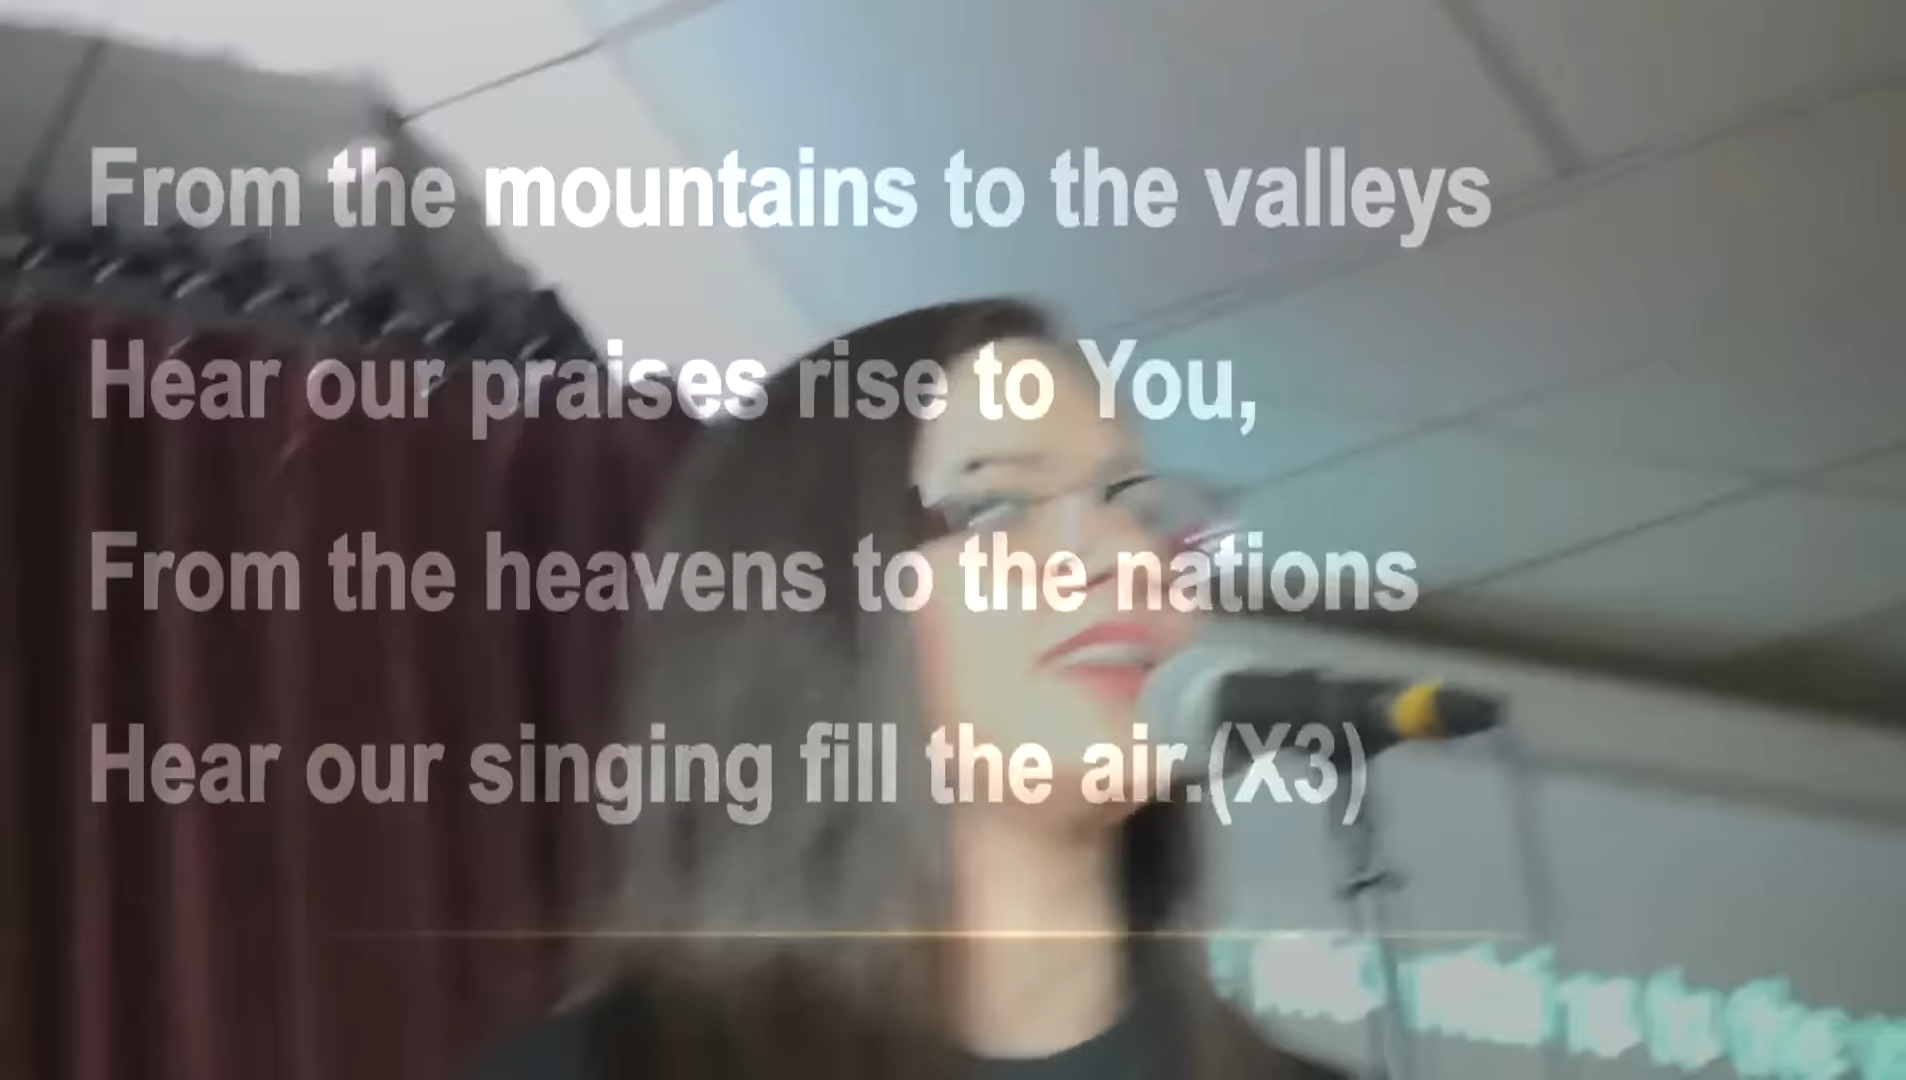 From the mountains to the valleys
Hear our praises rise to You,
From the heavens to the nations
Hear our singing fill the air.(X3)